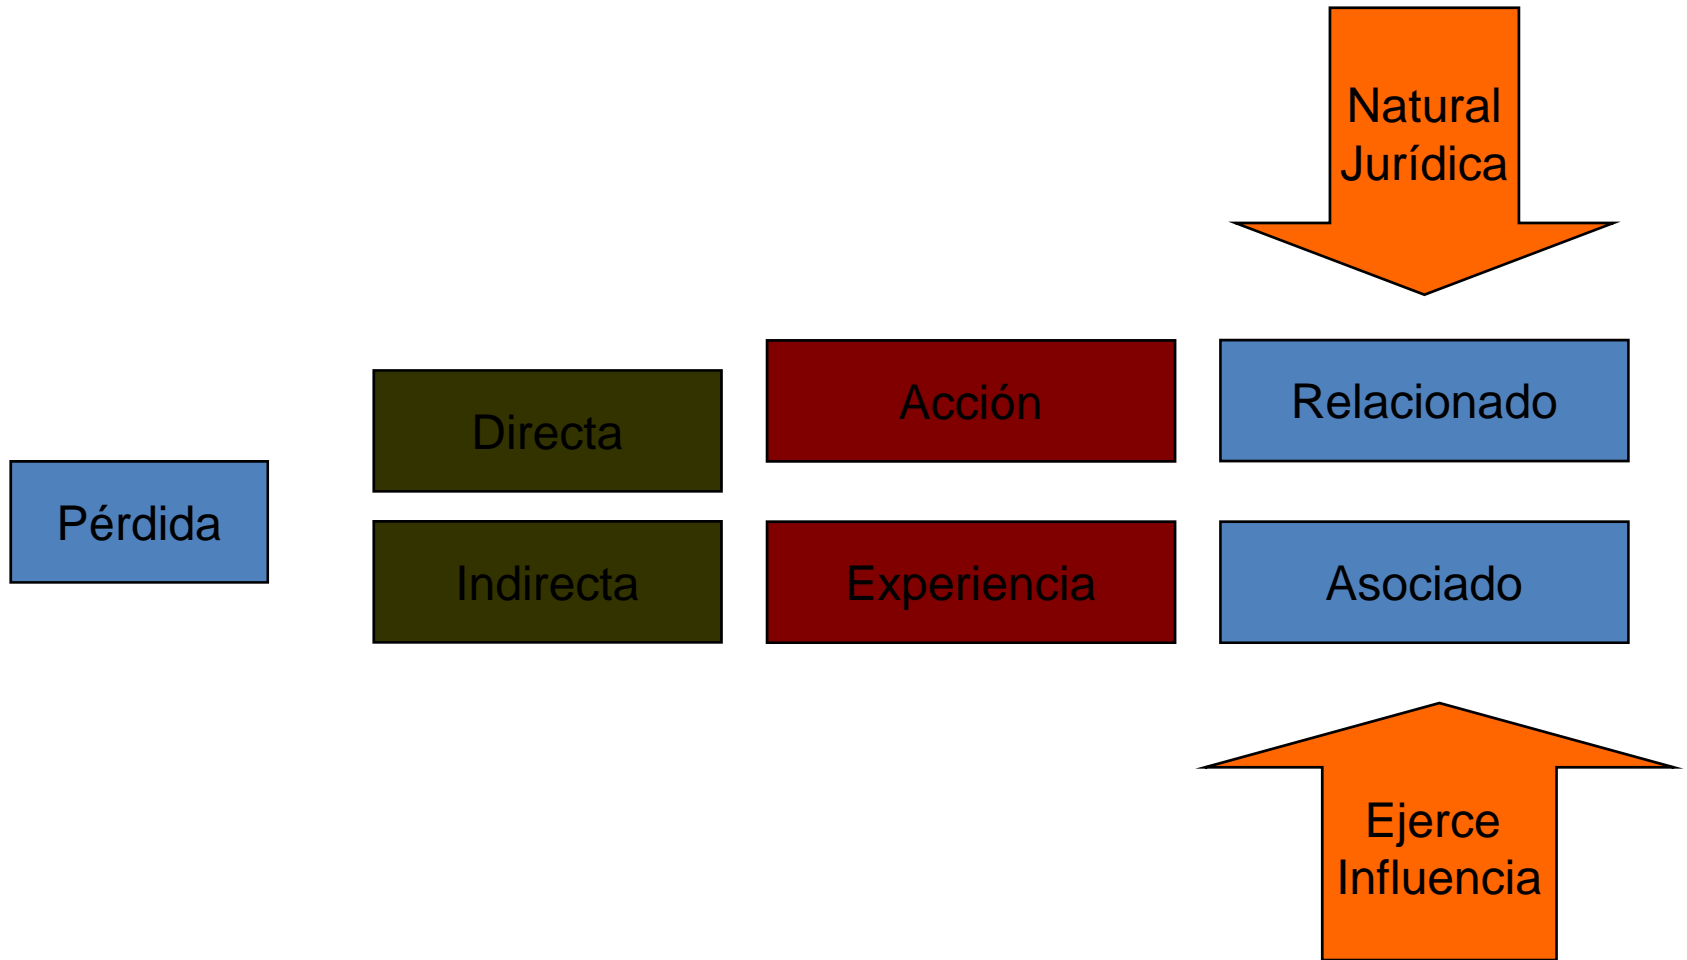 Natural
Jurídica
Acción
Relacionado
Directa
Pérdida
Indirecta
Experiencia
Asociado
Ejerce
Influencia